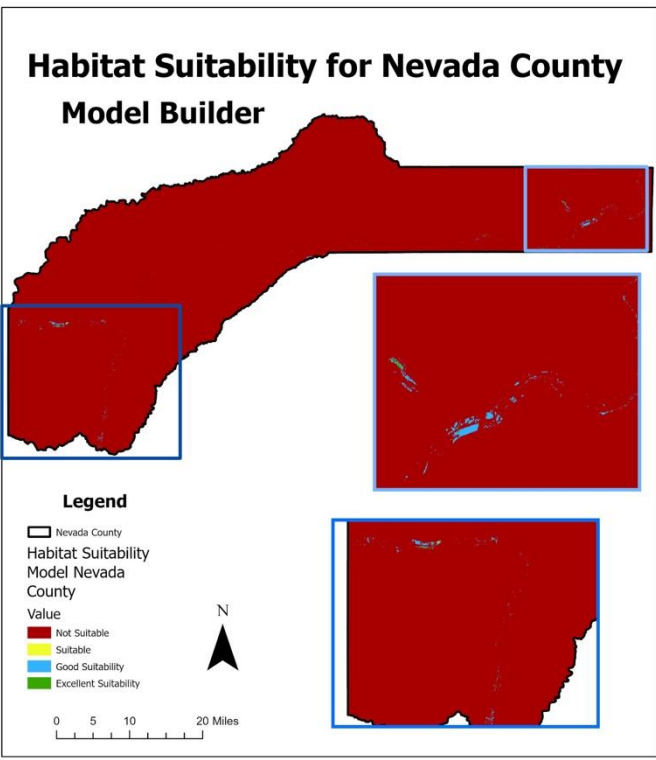 Habitat Suitability for Nevada County
Model Builder
Legend
Nevada County
Habitat Suitability
Model Nevada
County
Value
Not Suitable
Suitable
Good Suitability
Excellent Suitability
N
0 5 10 20 Miles